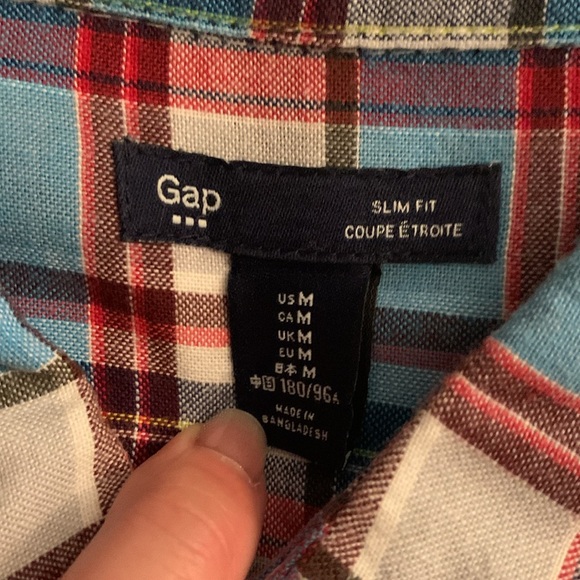 Gap
SLIM FIT
COUPE ÉTROITE
US M
CA M
UK M
EU M
日本 M
中国 180/96A
MADE IN
BANGLADESH